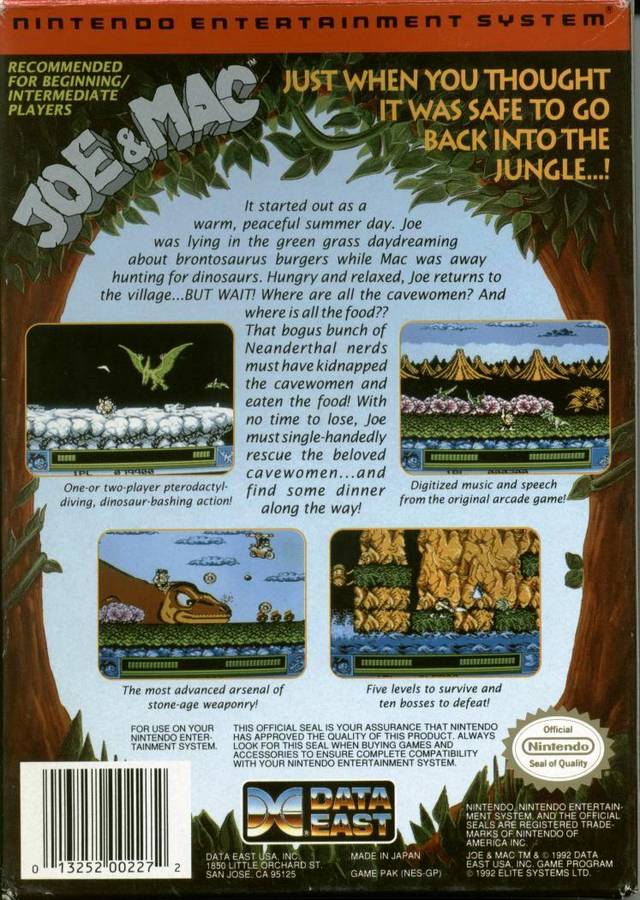 NINTENDO ENTERTAINMENT SYSTEM®
RECOMMENDED
FOR BEGINNING/
INTERMEDIATE
PLAYERS
JOE & MAC™
JUST WHEN YOU THOUGHT
IT WAS SAFE TO GO
BACK INTO THE
JUNGLE...!
It started out as a
warm, peaceful summer day. Joe
was lying in the green grass daydreaming
about brontosaurus burgers while Mac was away
hunting for dinosaurs. Hungry and relaxed, Joe returns to
the village...BUT WAIT! Where are all the cavewomen? And
where is all the food??
That bogus bunch of
Neanderthal nerds
must have kidnapped
the cavewomen and
eaten the food! With
no time to lose, Joe
must single-handedly
rescue the beloved
cavewomen...and
find some dinner
along the way!
One-or two-player pterodactyl-
diving, dinosaur-bashing action!
Digitized music and speech
from the original arcade game!
The most advanced arsenal of
stone-age weaponry!
Five levels to survive and
ten bosses to defeat!
FOR USE ON YOUR
NINTENDO ENTER-
TAINMENT SYSTEM.
THIS OFFICIAL SEAL IS YOUR ASSURANCE THAT NINTENDO
HAS APPROVED THE QUALITY OF THIS PRODUCT. ALWAYS
LOOK FOR THIS SEAL WHEN BUYING GAMES AND
ACCESSORIES TO ENSURE COMPLETE COMPATIBILITY
WITH YOUR NINTENDO ENTERTAINMENT SYSTEM.
Official
Nintendo
Seal of Quality
DATA
EAST
0 13252 00227 2
DATA EAST USA, INC.
1850 LITTLE ORCHARD ST.
SAN JOSE, CA 95125
MADE IN JAPAN
GAME PAK (NES-GP)
NINTENDO, NINTENDO ENTERTAIN-
MENT SYSTEM, AND THE OFFICIAL
SEALS ARE REGISTERED TRADE-
MARKS OF NINTENDO OF
AMERICA INC.
JOE & MAC TM & © 1992 DATA
EAST USA, INC. GAME PROGRAM
© 1992 ELITE SYSTEMS LTD.